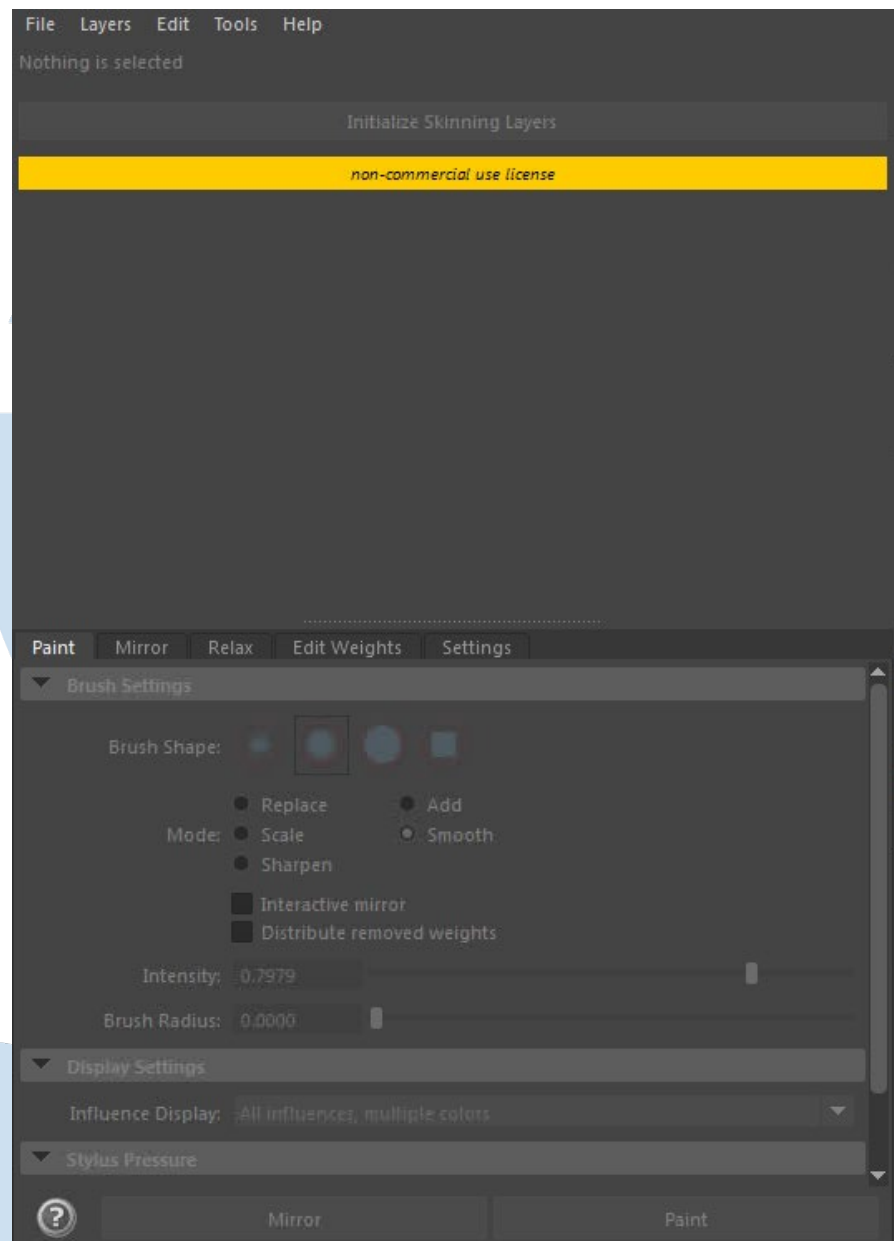 File Layers Edit Tools Help
Nothing is selected
Initialize Skinning Layers
non-commercial use license
Paint Mirror Relax Edit Weights Settings
Brush Settings
Brush Shape:
Replace Add
Mode: Scale Smooth
Sharpen
Interactive mirror
Distribute removed weights
Intensity: 0.7979
Brush Radius: 0.0000
Display Settings
Influence Display: All influences, multiple colors
Stylus Pressure
? Mirror Paint